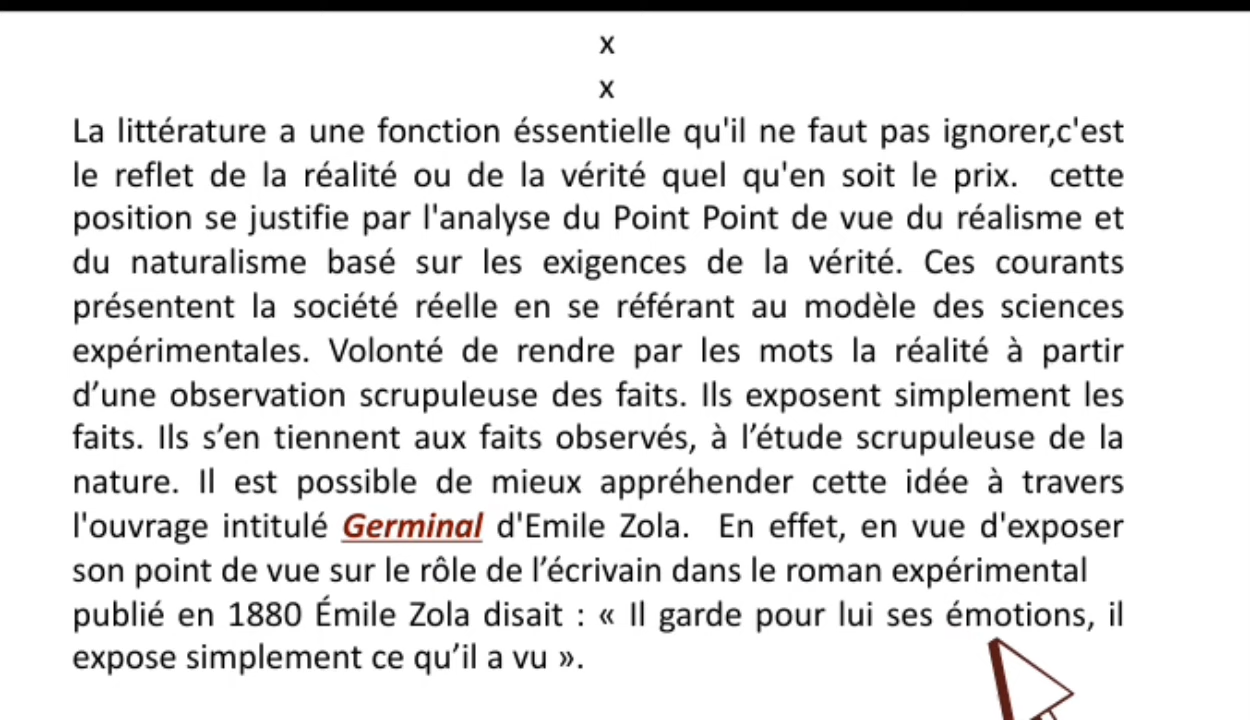 x
x
La littérature a une fonction éssentielle qu'il ne faut pas ignorer,c'est
le reflet de la réalité ou de la vérité quel qu'en soit le prix. cette
position se justifie par l'analyse du Point Point de vue du réalisme et
du naturalisme basé sur les exigences de la vérité. Ces courants
présentent la société réelle en se référant au modèle des sciences
expérimentales. Volonté de rendre par les mots la réalité à partir
d’une observation scrupuleuse des faits. Ils exposent simplement les
faits. Ils s’en tiennent aux faits observés, à l’étude scrupuleuse de la
nature. Il est possible de mieux appréhender cette idée à travers
l'ouvrage intitulé Germinal d'Emile Zola. En effet, en vue d'exposer
son point de vue sur le rôle de l’écrivain dans le roman expérimental
publié en 1880 Émile Zola disait : « Il garde pour lui ses émotions, il
expose simplement ce qu’il a vu ».